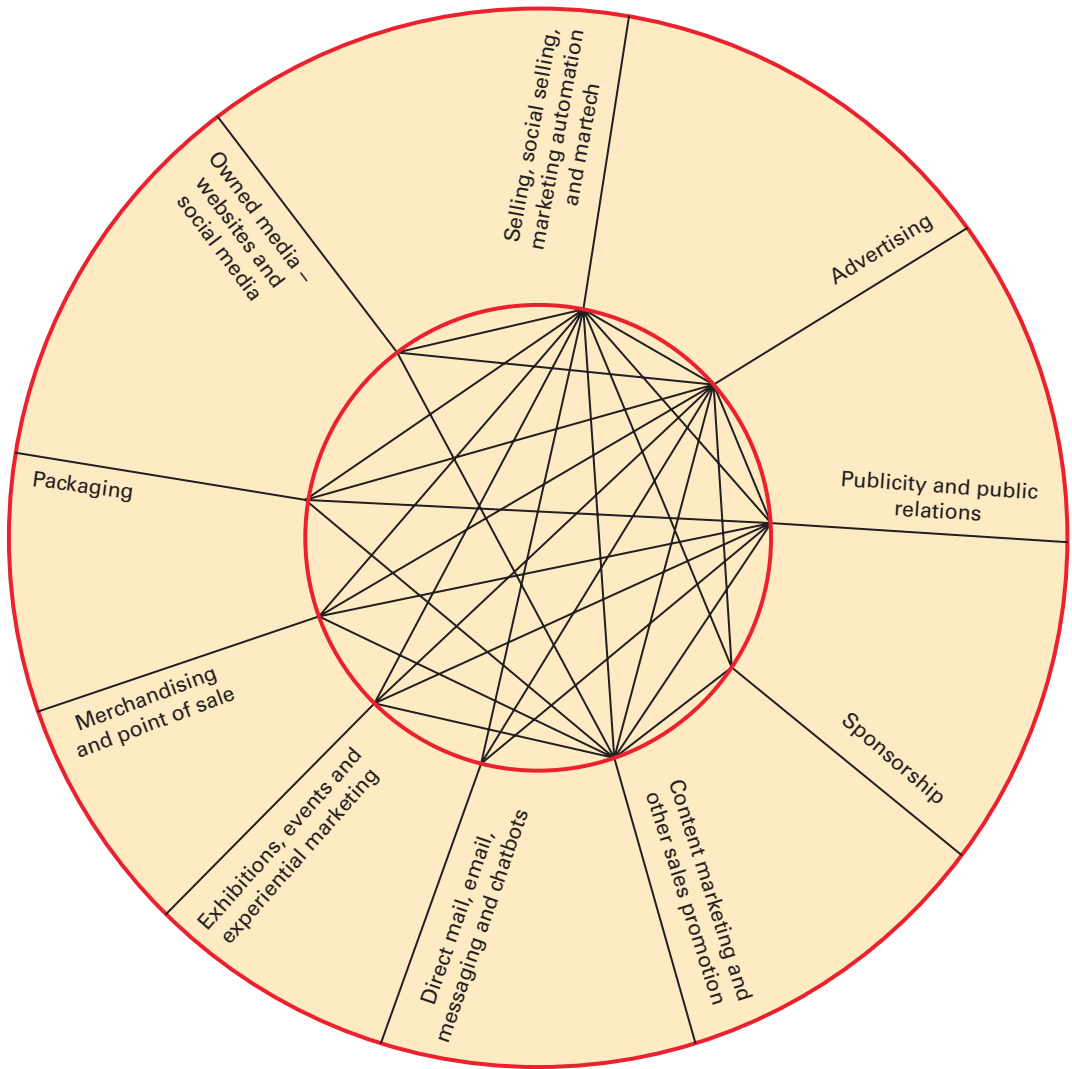 Selling, social selling,
marketing automation
and martech
Advertising
Publicity and public
relations
Sponsorship
Content marketing and
other sales promotion
Direct mail, email,
messaging and chatbots
Exhibitions, events and
experiential marketing
Merchandising
and point of sale
Packaging
Owned media –
websites and
social media